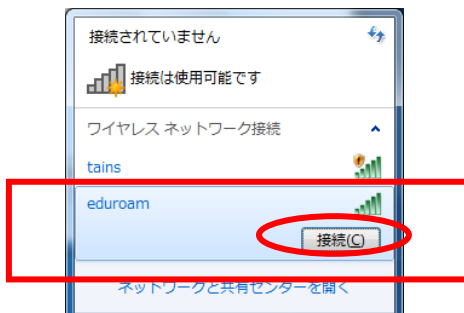 接続されていません
接続は使用可能です
ワイヤレス ネットワーク接続
tains
eduroam
接続(C)
ネットワークと共有センターを開く